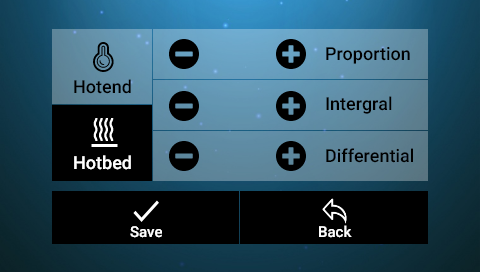 Hotend
Proportion
Intergral
Hotbed
Differential
Save
Back